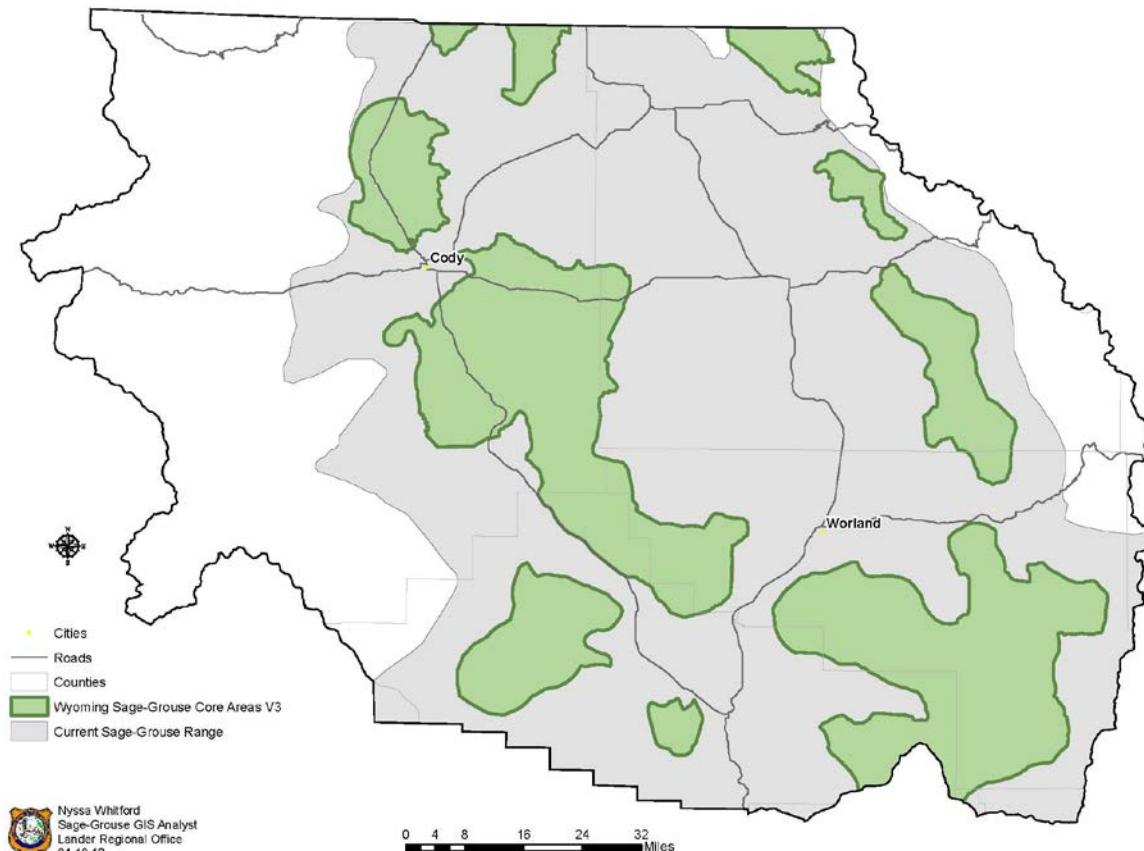 Cody
Worland
N
W E
S
Cities
Roads
Counties
Wyoming Sage-Grouse Core Areas V3
Current Sage-Grouse Range
Nyssa Whitford
Sage-Grouse GIS Analyst
Lander Regional Office
0 4 8 16 24 32
Miles